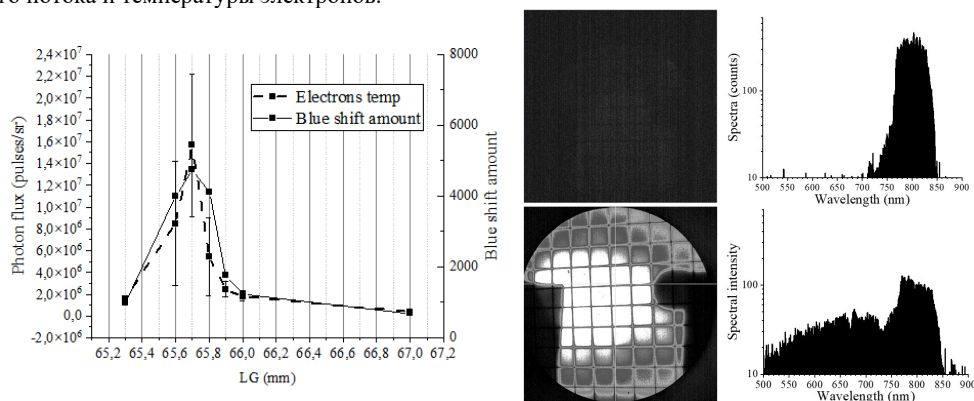 го потока и температуры электронов.
2,4×10⁷
2,2×10⁷
2,0×10⁷
1,8×10⁷
1,6×10⁷
1,4×10⁷
1,2×10⁷
1,0×10⁷
8,0×10⁶
6,0×10⁶
4,0×10⁶
2,0×10⁶
0,0
-2,0×10⁶
Photon flux (pulses/sr)
Electrons temp
Blue shift amount
8000
6000
4000
2000
0
Blue shift amount
65,2 65,4 65,6 65,8 66,0 66,2 66,4 66,6 66,8 67,0 67,2
LG (mm)
Spectra (counts)
100
10
500 550 600 650 700 750 800 850 900
Wavelength (nm)
Spectral intensity
100
10
500 550 600 650 700 750 800 850 900
Wavelength (nm)